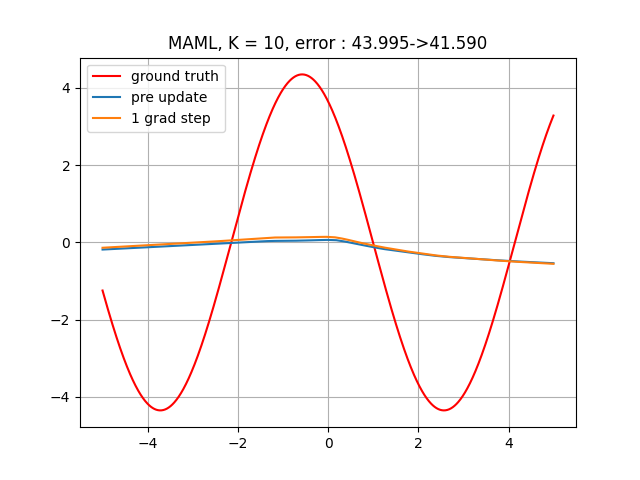 MAML, K = 10, error : 43.995->41.590
ground truth
pre update
1 grad step
4
2
0
−2
−4
−4
−2
0
2
4